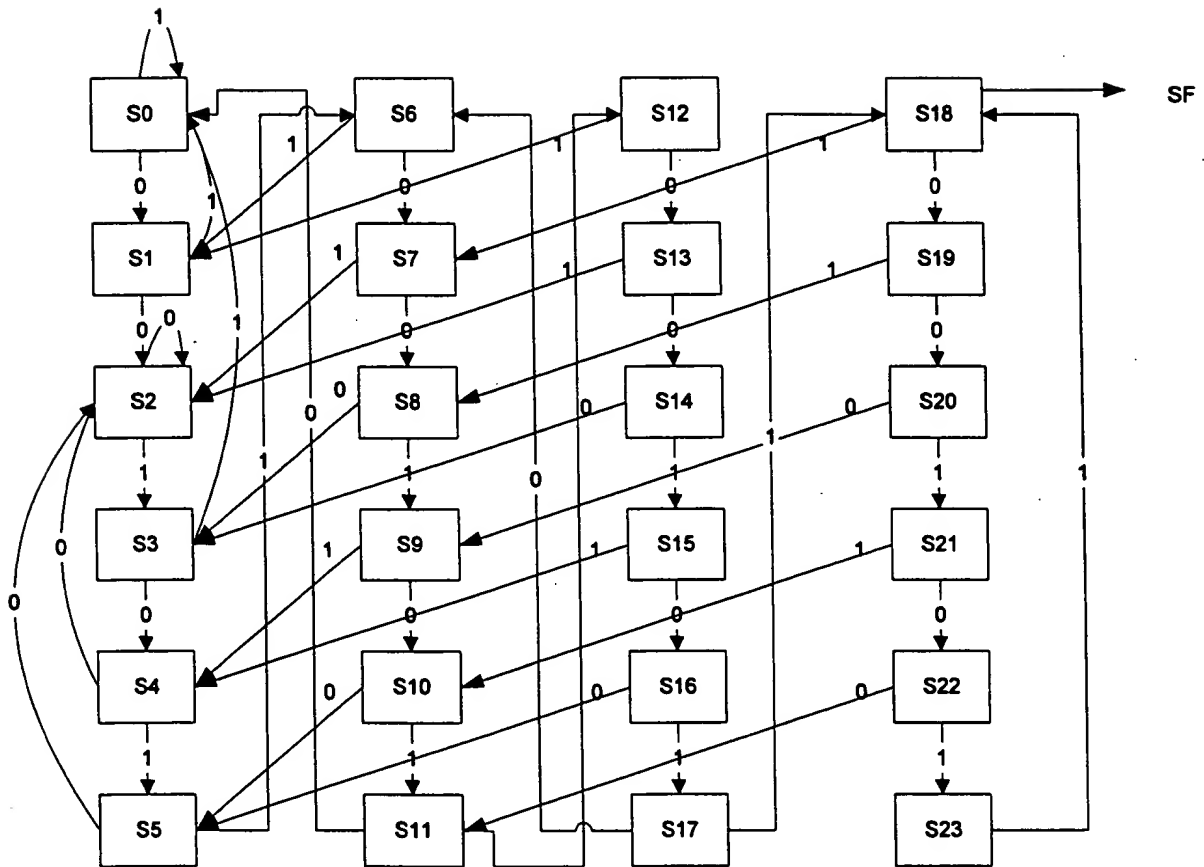 1
S0 S6 S12 S18 SF
1 1 1
0 0 0 0
1
S1 S7 S13 S19
1 1 1
0 0 0 0 0
1
S2 S8 S14 S20
0 0 0 0
1 1 1 1 1 1 1
0
S3 S9 S15 S21
0 1 1 1
0 0 0 0 0
S4 S10 S16 S22
0 0 0
1 1 1 1
S5 S11 S17 S23